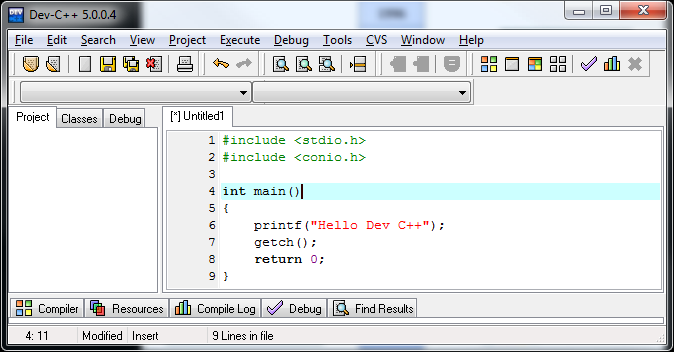 Dev-C++ 5.0.0.4
File Edit Search View Project Execute Debug Tools CVS Window Help
Project Classes Debug
[*] Untitled1
1 #include <stdio.h>
2 #include <conio.h>
3
4 int main()
5 {
6 printf("Hello Dev C++");
7 getch();
8 return 0;
9 }
Compiler Resources Compile Log Debug Find Results
4: 11 Modified Insert 9 Lines in file